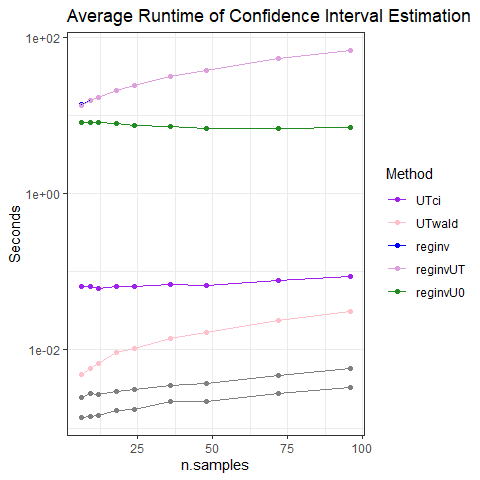 Average Runtime of Confidence Interval Estimation
1e+02
1e+00
1e-02
Seconds
25
50
75
100
n.samples
Method
UTci
UTwald
reginv
reginvUT
reginvU0